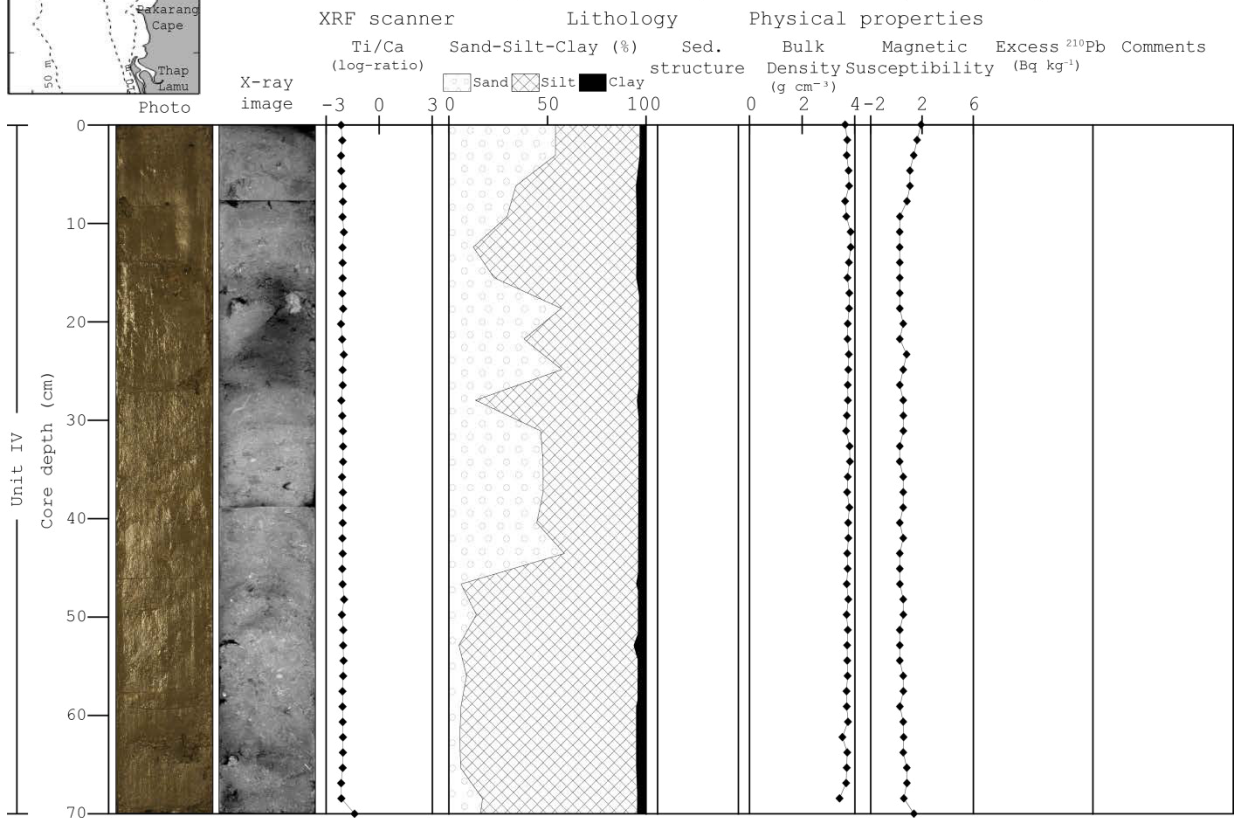 Pakarang
Cape
50 m
Thap
Lamu
XRF scanner Lithology Physical properties
Ti/Ca Sand-Silt-Clay (%) Sed. Bulk Magnetic Excess ²¹⁰Pb Comments
(log-ratio) structure Density Susceptibility (Bq kg⁻¹)
Sand Silt Clay (g cm⁻³)
Photo X-ray
image
-3 0 3 0 50 100 0 2 4 -2 2 6
0
10
20
30
40
50
60
70
Core depth (cm)
Unit IV